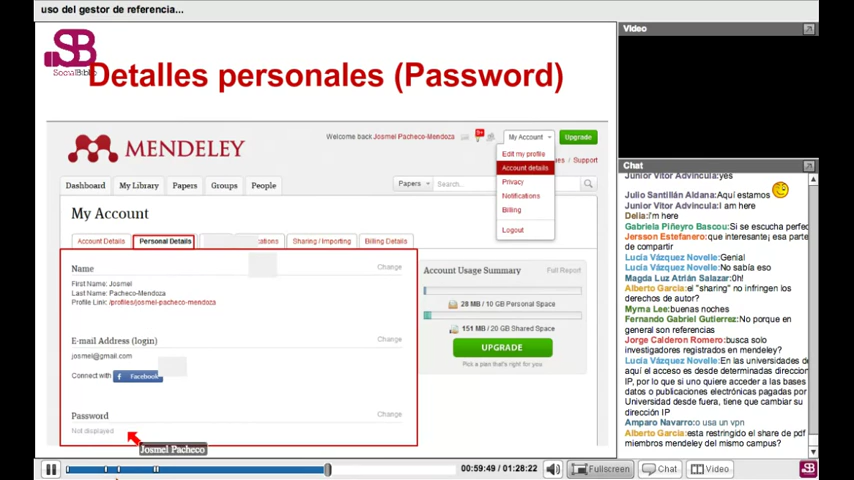 uso del gestor de referencia...
SB
SocialBiblio
Detalles personales (Password)
MENDELEY
Welcome back Josmel Pacheco-Mendoza
My Account
Upgrade
Edit my profile
Account details
Privacy
Notifications
Billing
Logout
Support
Dashboard
My Library
Papers
Groups
People
Papers
Search...
My Account
Account Details
Personal Details
Sharing / Importing
Billing Details
Name
Change
First Name: Josmel
Last Name: Pacheco-Mendoza
Profile Link: /profiles/josmel-pacheco-mendoza
E-mail Address (login)
Change
josmel@gmail.com
Connect with
Facebook
Password
Change
Not displayed
Josmel Pacheco
Account Usage Summary
Full Report
28 MB / 10 GB Personal Space
151 MB / 20 GB Shared Space
UPGRADE
Pick a plan that's right for you
Video
Chat
Junior Vitor Advincula:yes
Julio Santillán Aldana:Aquí estamos
Junior Vitor Advincula:I am here
Delia:i'm here
Gabriela Piñeyro Bascou:Si se escucha perfec
Jersson Estefanero:que interesante¡ esa parte
de compartir
Lucía Vázquez Novelle:Genial
Lucía Vázquez Novelle:No sabía eso
Magda Luz Atrián Salazar:0h!
Alberto García:el "sharing" no infringen los
derechos de autor?
Myrna Lee:buenas noches
Fernando Gabriel Gutierrez:No porque en
general son referencias
Jorge Calderon Romero:busca solo
investigadores registrados en mendeley?
Lucía Vázquez Novelle:En las universidades de
aquí el acceso es desde determinadas direccion
IP, por lo que si uno quiere acceder a las bases
datos o publicaciones electrónicas pagadas por
Universidad desde fuera, tiene que cambiar su
dirección IP
Amparo Navarro:o usa un vpn
Alberto García:esta restringido el share de pdf
miembros mendeley del mismo campus?
00:59:49 / 01:28:22
Fullscreen
Chat
Video
SB